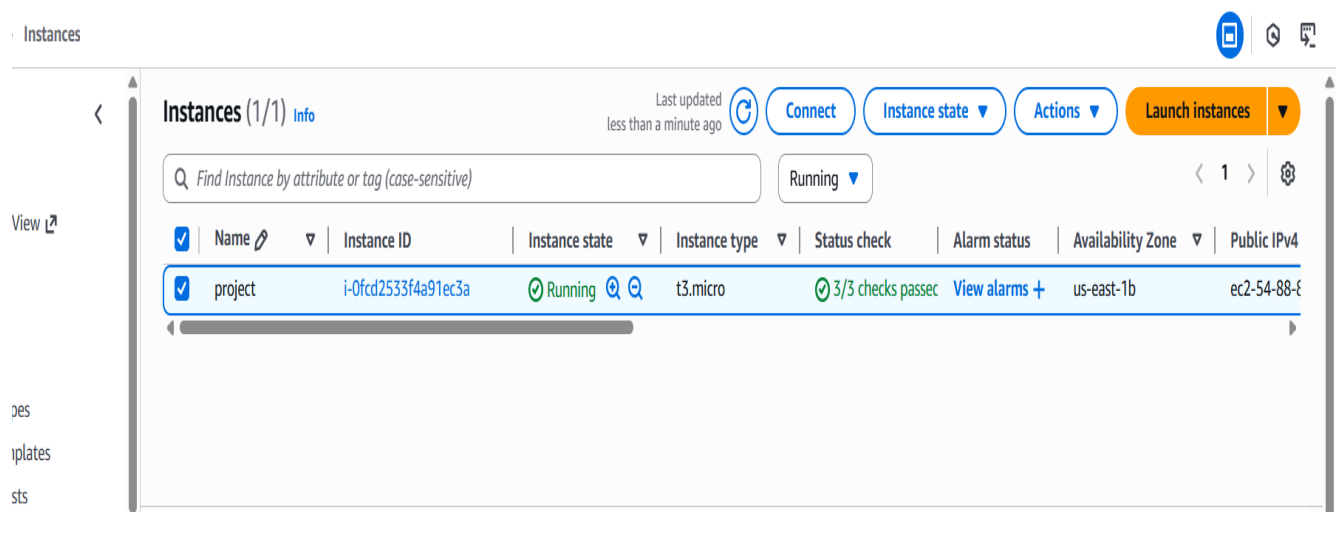 Instances
Instances (1/1) Info
Last updated
less than a minute ago
Connect
Instance state
Actions
Launch instances
Find Instance by attribute or tag (case-sensitive)
Running
1
View
Name Instance ID Instance state Instance type Status check Alarm status Availability Zone Public IPv4
project i-0fcd2533f4a91ec3a Running t3.micro 3/3 checks passec View alarms + us-east-1b ec2-54-88-8
pes
plates
sts